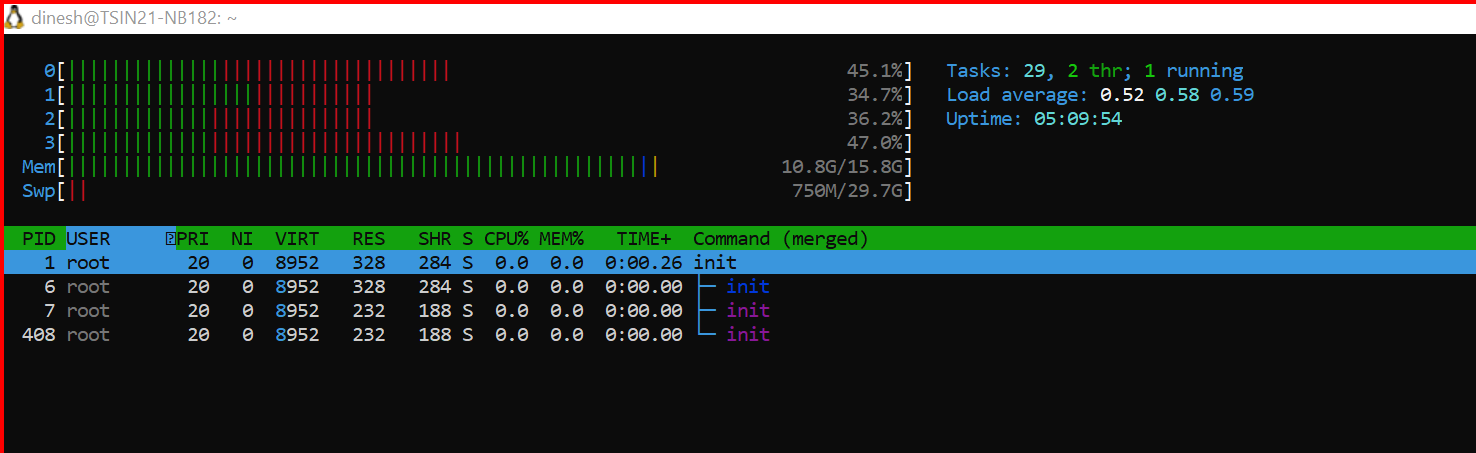 dinesh@TSIN21-NB182: ~
0[||||||||||||||||||||||||||||||||||| 45.1%] Tasks: 29, 2 thr; 1 running
1[|||||||||||||||||||||||||||| 34.7%] Load average: 0.52 0.58 0.59
2[|||||||||||||||||||||||||||| 36.2%] Uptime: 05:09:54
3[|||||||||||||||||||||||||||||||||||| 47.0%]
Mem[|||||||||||||||||||||||||||||||||||||||||||||||||||||| 10.8G/15.8G]
Swp[|| 750M/29.7G]
PID USER PRI NI VIRT RES SHR S CPU% MEM% TIME+ Command (merged)
1 root 20 0 8952 328 284 S 0.0 0.0 0:00.26 init
6 root 20 0 8952 328 284 S 0.0 0.0 0:00.00 ├─ init
7 root 20 0 8952 232 188 S 0.0 0.0 0:00.00 ├─ init
408 root 20 0 8952 232 188 S 0.0 0.0 0:00.00 └─ init